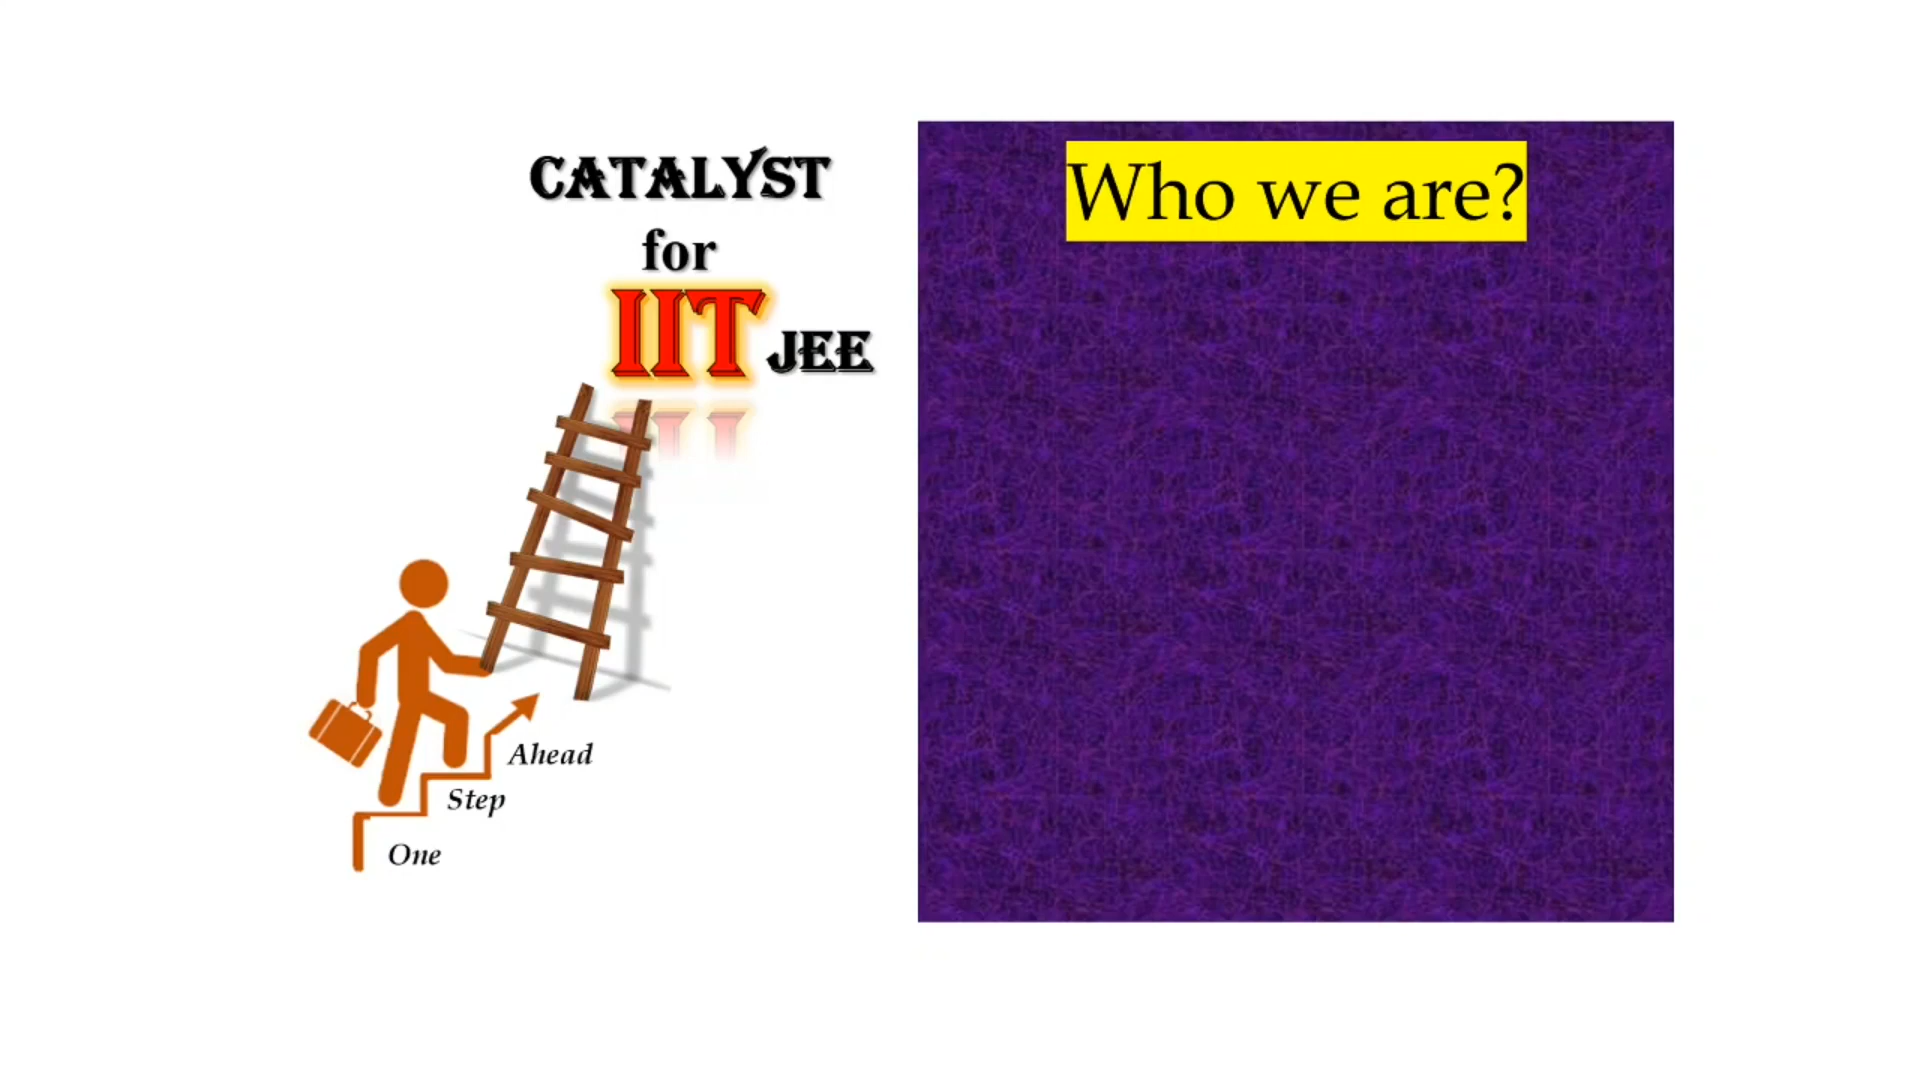 CATALYST
for
IIT JEE
Ahead
Step
One
Who we are?